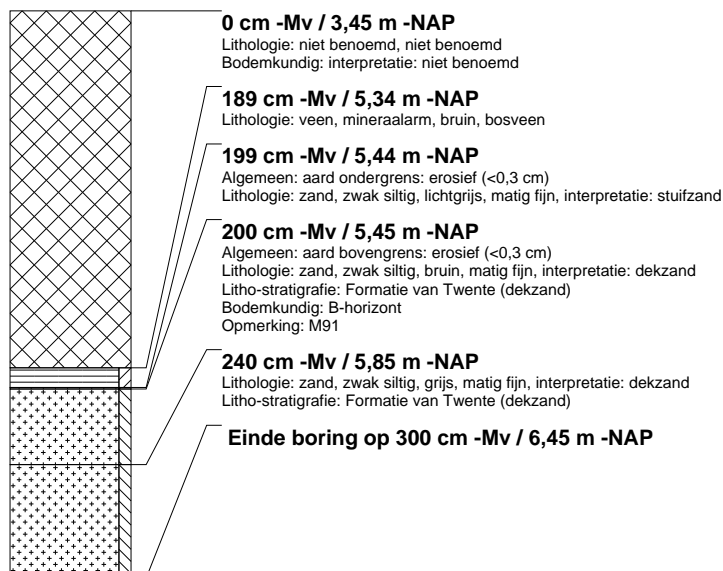 0 cm -Mv / 3,45 m -NAP
Lithologie: niet benoemd, niet benoemd
Bodemkundig: interpretatie: niet benoemd
189 cm -Mv / 5,34 m -NAP
Lithologie: veen, mineraalarm, bruin, bosveen
199 cm -Mv / 5,44 m -NAP
Algemeen: aard ondergrens: erosief (<0,3 cm)
Lithologie: zand, zwak siltig, lichtgrijs, matig fijn, interpretatie: stuifzand
200 cm -Mv / 5,45 m -NAP
Algemeen: aard bovengrens: erosief (<0,3 cm)
Lithologie: zand, zwak siltig, bruin, matig fijn, interpretatie: dekzand
Litho-stratigrafie: Formatie van Twente (dekzand)
Bodemkundig: B-horizont
Opmerking: M91
240 cm -Mv / 5,85 m -NAP
Lithologie: zand, zwak siltig, grijs, matig fijn, interpretatie: dekzand
Litho-stratigrafie: Formatie van Twente (dekzand)
Einde boring op 300 cm -Mv / 6,45 m -NAP